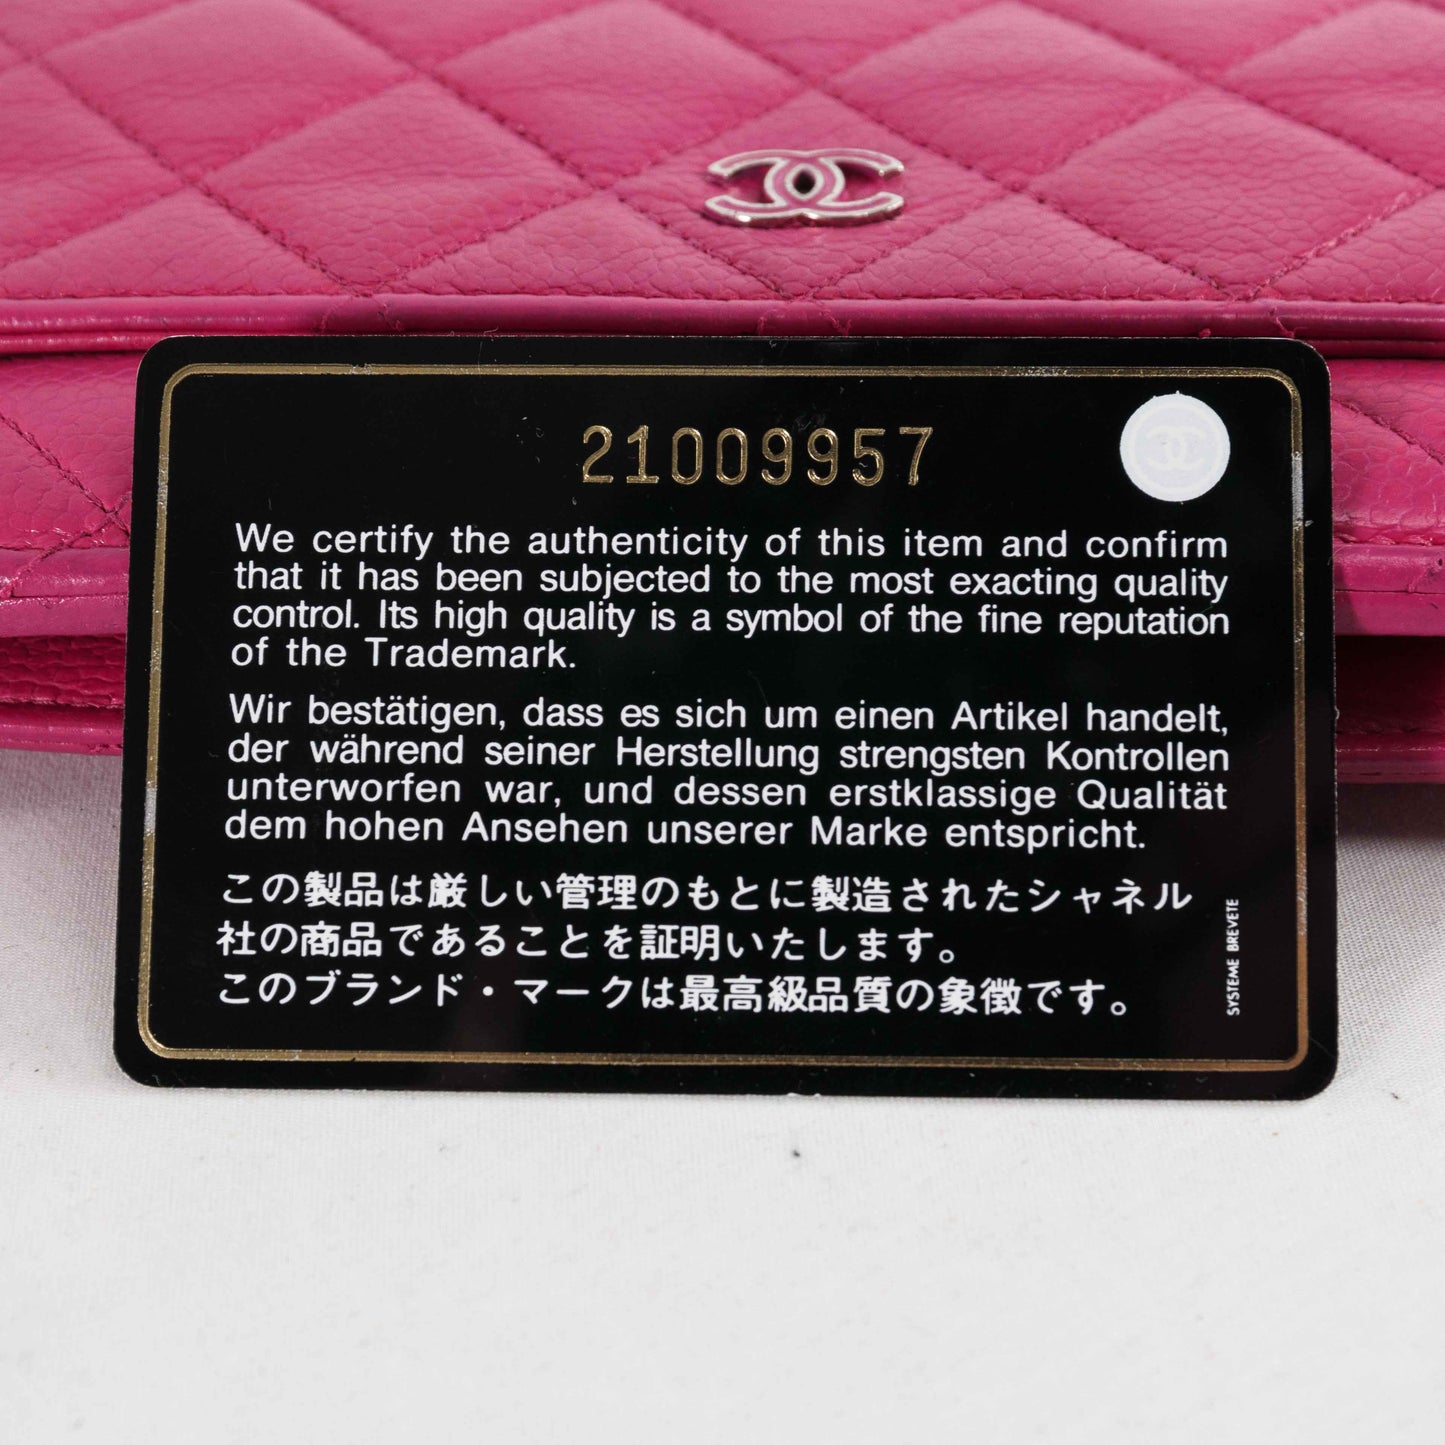 21009957
We certify the authenticity of this item and confirm
that it has been subjected to the most exacting quality
control. Its high quality is a symbol of the fine reputation
of the Trademark.
Wir bestätigen, dass es sich um einen Artikel handelt,
der während seiner Herstellung strengsten Kontrollen
unterworfen war, und dessen erstklassige Qualität
dem hohen Ansehen unserer Marke entspricht.
この製品は厳しい管理のもとに製造されたシャネル
社の商品であることを証明いたします。
このブランド・マークは最高級品質の象徴です。
SYSTEME BREVETE